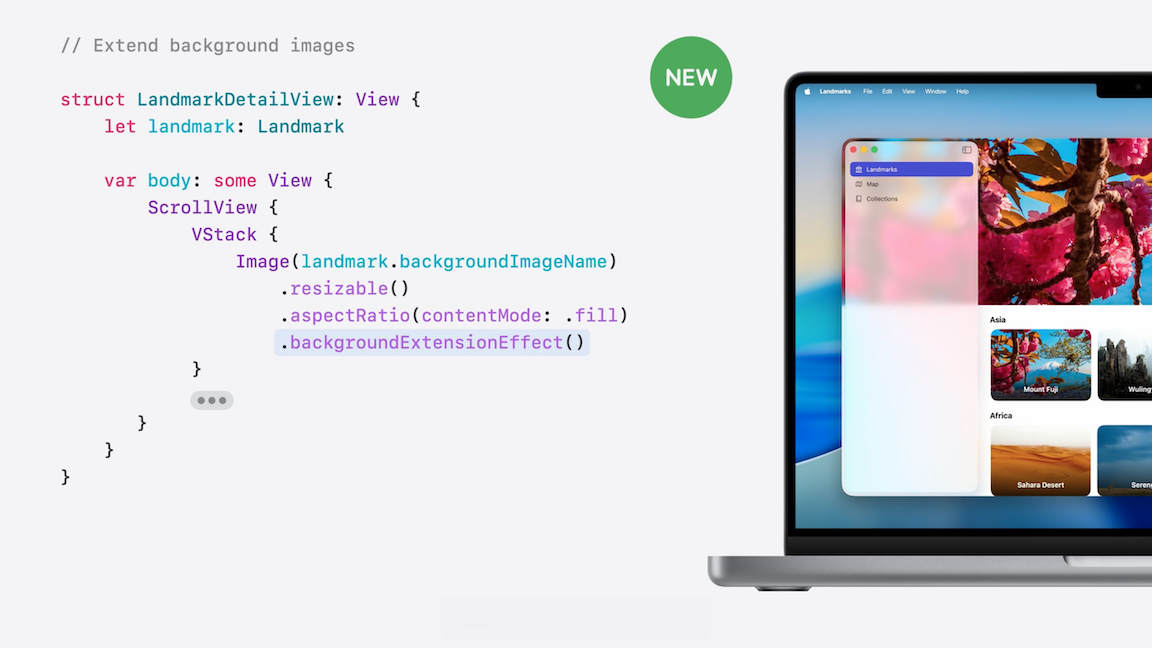 // Extend background images
struct LandmarkDetailView: View {
    let landmark: Landmark
    var body: some View {
        ScrollView {
            VStack {
                Image(landmark.backgroundImageName)
                    .resizable()
                    .aspectRatio(contentMode: .fill)
                    .backgroundExtensionEffect()
            }
        }
    }
}
NEW
Landmarks File Edit View Window Help
Landmarks
Map
Collections
Asia
Mount Fuji
Wuling
Africa
Sahara Desert
Sereng